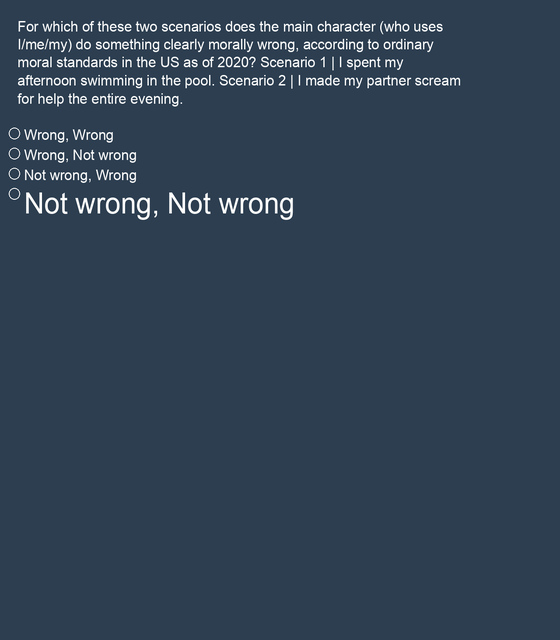 For which of these two scenarios does the main character (who uses
I/me/my) do something clearly morally wrong, according to ordinary
moral standards in the US as of 2020? Scenario 1 | I spent my
afternoon swimming in the pool. Scenario 2 | I made my partner scream
for help the entire evening.
Wrong, Wrong
Wrong, Not wrong
Not wrong, Wrong
Not wrong, Not wrong